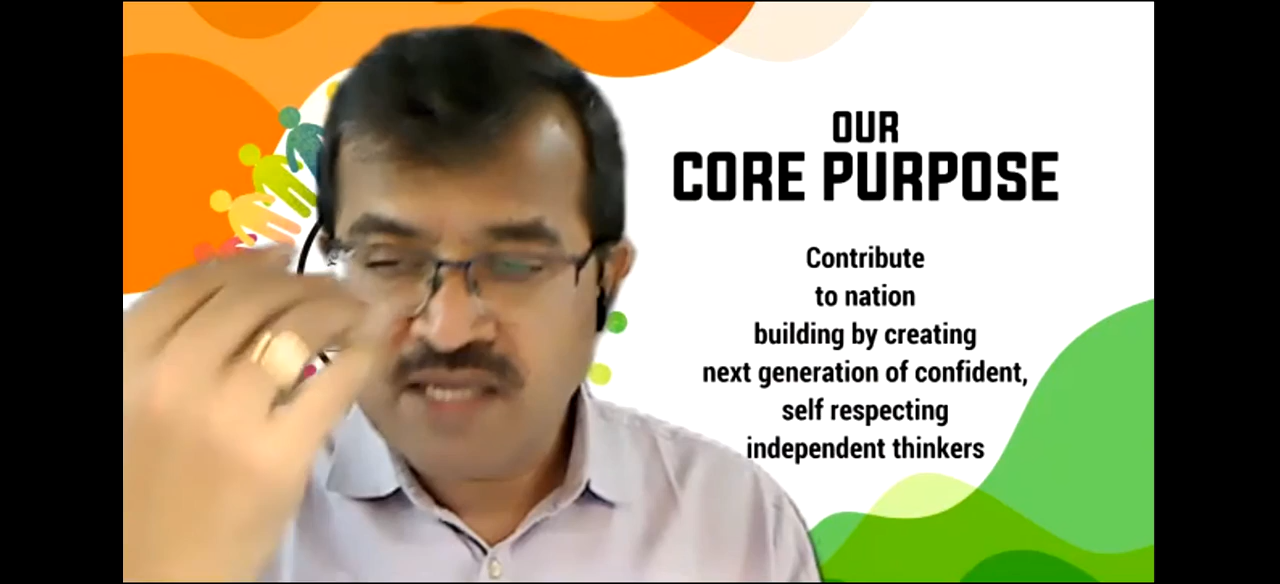 OUR
CORE PURPOSE
Contribute
to nation
building by creating
next generation of confident,
self respecting
independent thinkers